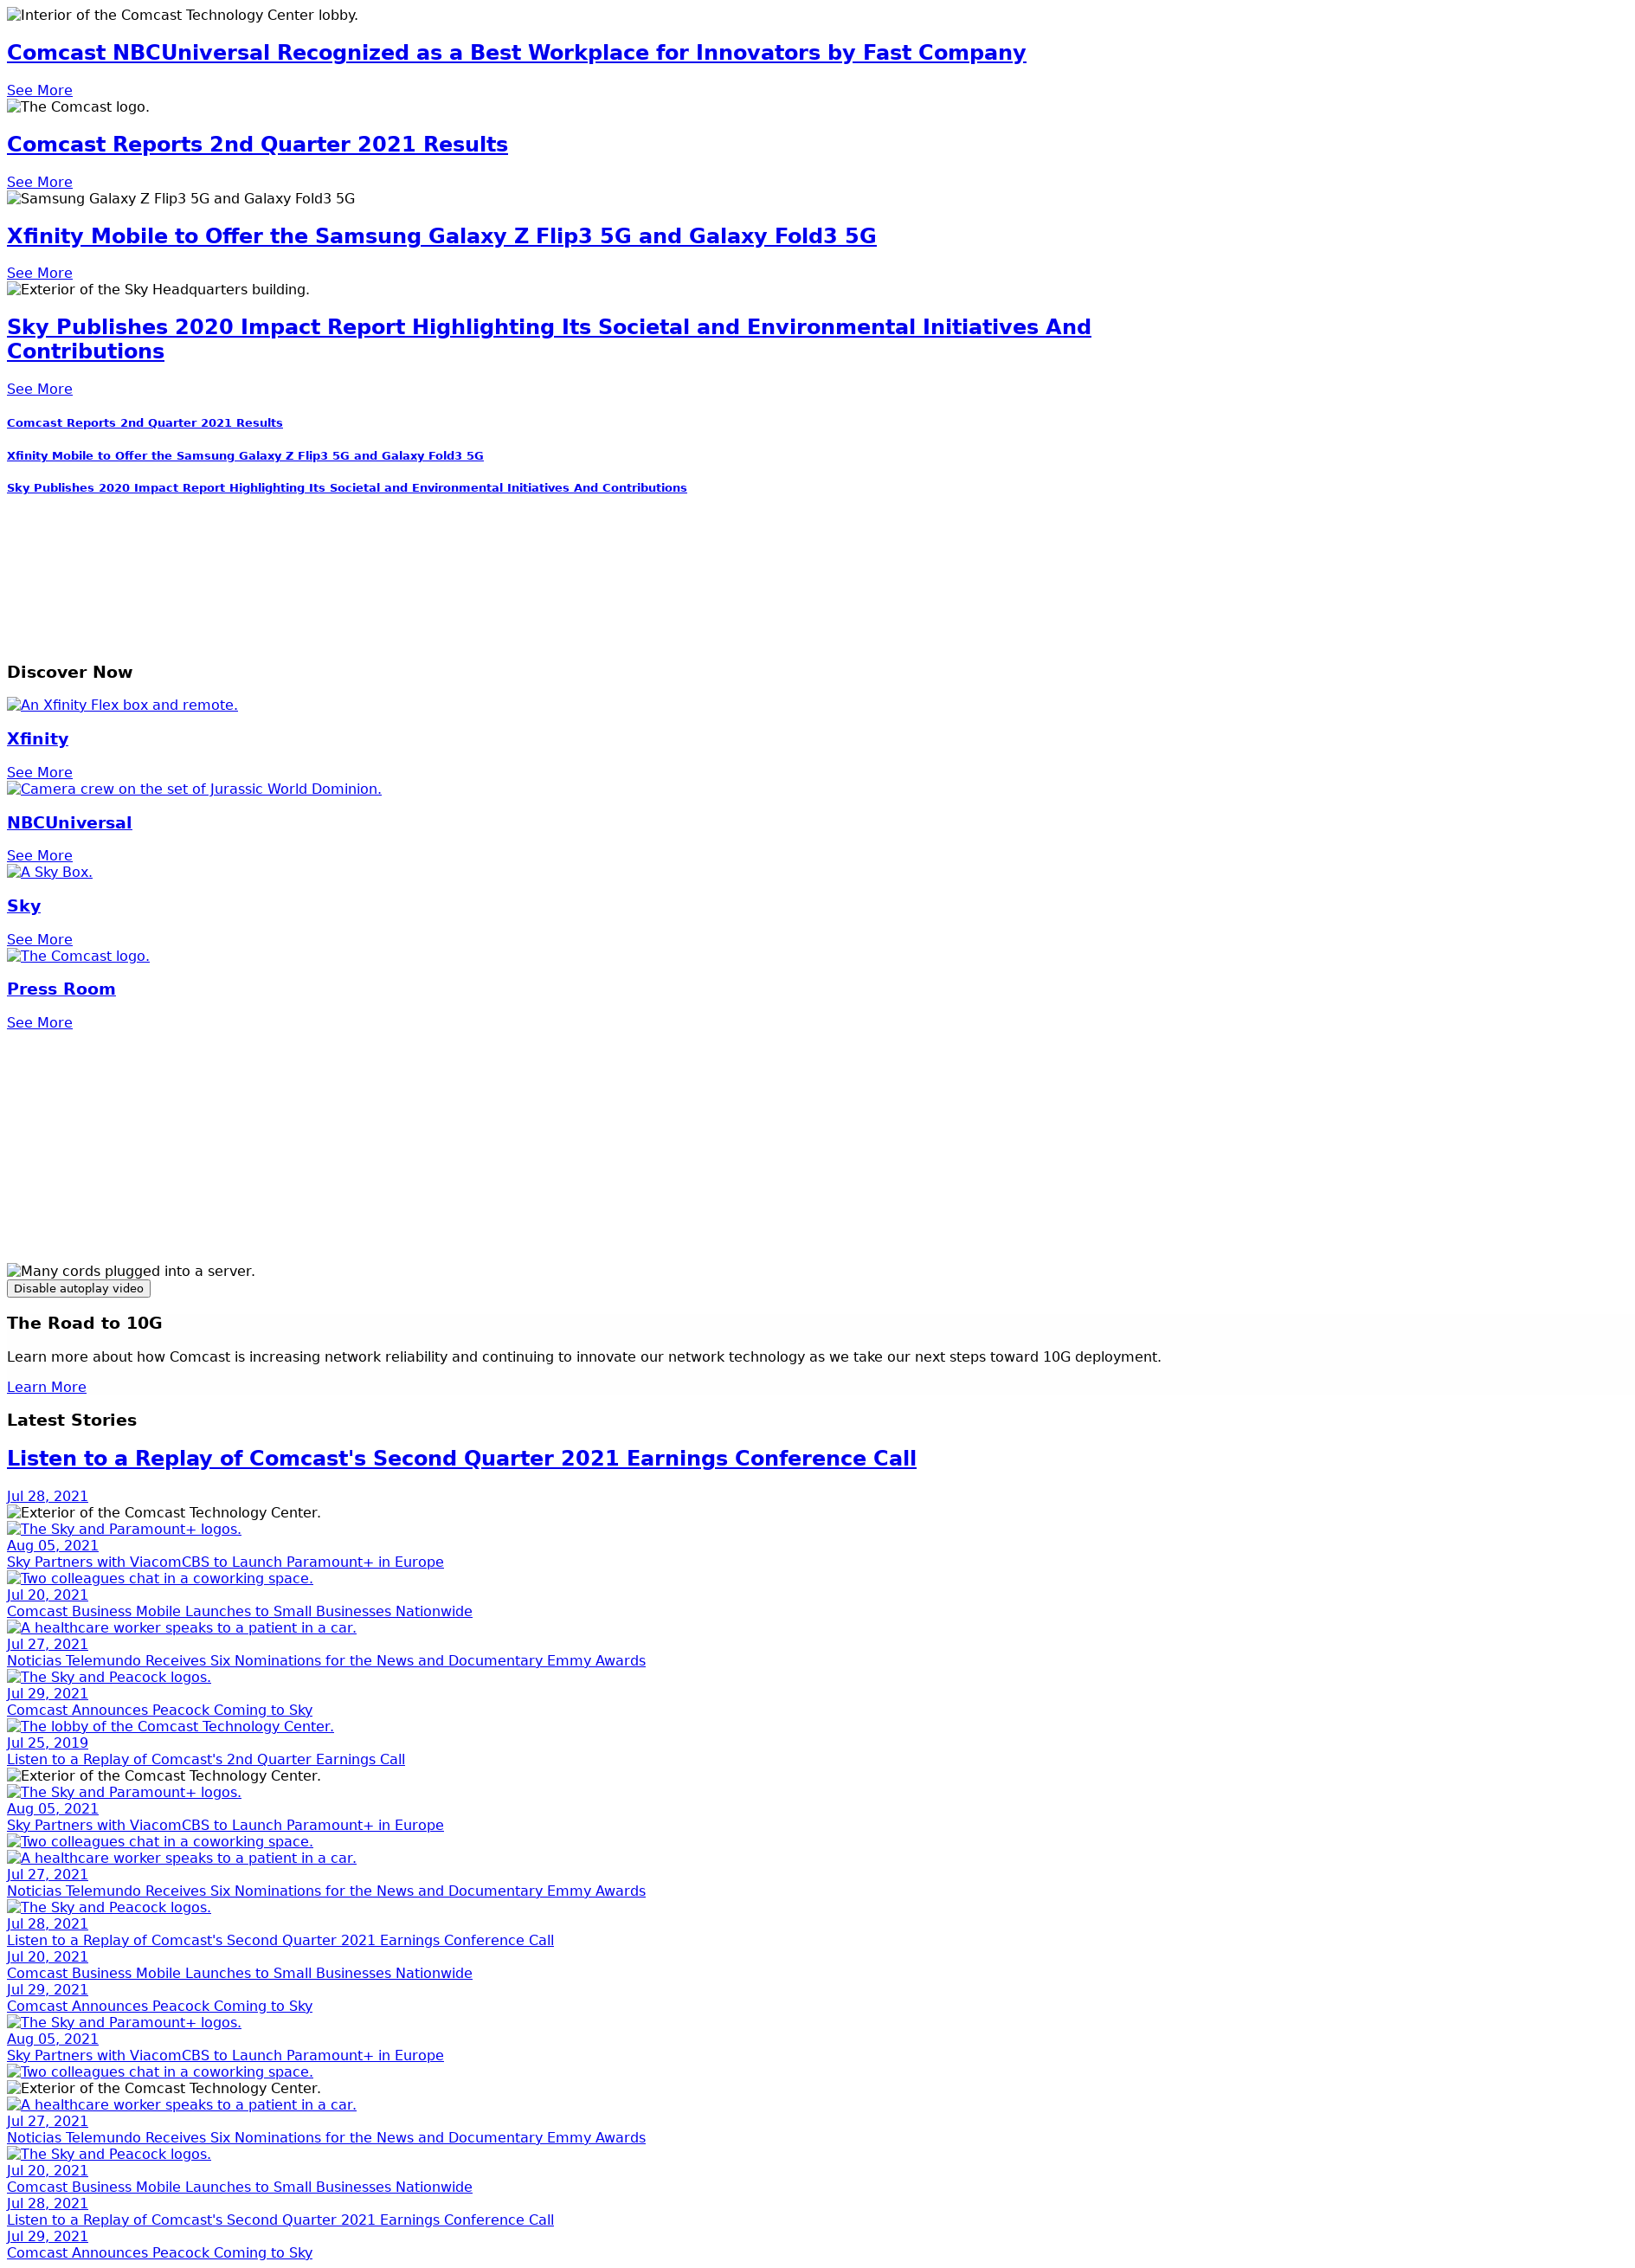 Interior of the Comcast Technology Center lobby.
Comcast NBCUniversal Recognized as a Best Workplace for Innovators by Fast Company
See More
The Comcast logo.
Comcast Reports 2nd Quarter 2021 Results
See More
Samsung Galaxy Z Flip3 5G and Galaxy Fold3 5G
Xfinity Mobile to Offer the Samsung Galaxy Z Flip3 5G and Galaxy Fold3 5G
See More
Exterior of the Sky Headquarters building.
Sky Publishes 2020 Impact Report Highlighting Its Societal and Environmental Initiatives And
Contributions
See More
Comcast Reports 2nd Quarter 2021 Results
Xfinity Mobile to Offer the Samsung Galaxy Z Flip3 5G and Galaxy Fold3 5G
Sky Publishes 2020 Impact Report Highlighting Its Societal and Environmental Initiatives And Contributions
Discover Now
An Xfinity Flex box and remote.
Xfinity
See More
Camera crew on the set of Jurassic World Dominion.
NBCUniversal
See More
A Sky Box.
Sky
See More
The Comcast logo.
Press Room
See More
Many cords plugged into a server.
Disable autoplay video
The Road to 10G
Learn more about how Comcast is increasing network reliability and continuing to innovate our network technology as we take our next steps toward 10G deployment.
Learn More
Latest Stories
Listen to a Replay of Comcast's Second Quarter 2021 Earnings Conference Call
Jul 28, 2021
Exterior of the Comcast Technology Center.
The Sky and Paramount+ logos.
Aug 05, 2021
Sky Partners with ViacomCBS to Launch Paramount+ in Europe
Two colleagues chat in a coworking space.
Jul 20, 2021
Comcast Business Mobile Launches to Small Businesses Nationwide
A healthcare worker speaks to a patient in a car.
Jul 27, 2021
Noticias Telemundo Receives Six Nominations for the News and Documentary Emmy Awards
The Sky and Peacock logos.
Jul 29, 2021
Comcast Announces Peacock Coming to Sky
The lobby of the Comcast Technology Center.
Jul 25, 2019
Listen to a Replay of Comcast's 2nd Quarter Earnings Call
Exterior of the Comcast Technology Center.
The Sky and Paramount+ logos.
Aug 05, 2021
Sky Partners with ViacomCBS to Launch Paramount+ in Europe
Two colleagues chat in a coworking space.
A healthcare worker speaks to a patient in a car.
Jul 27, 2021
Noticias Telemundo Receives Six Nominations for the News and Documentary Emmy Awards
The Sky and Peacock logos.
Jul 28, 2021
Listen to a Replay of Comcast's Second Quarter 2021 Earnings Conference Call
Jul 20, 2021
Comcast Business Mobile Launches to Small Businesses Nationwide
Jul 29, 2021
Comcast Announces Peacock Coming to Sky
The Sky and Paramount+ logos.
Aug 05, 2021
Sky Partners with ViacomCBS to Launch Paramount+ in Europe
Two colleagues chat in a coworking space.
Exterior of the Comcast Technology Center.
A healthcare worker speaks to a patient in a car.
Jul 27, 2021
Noticias Telemundo Receives Six Nominations for the News and Documentary Emmy Awards
The Sky and Peacock logos.
Jul 20, 2021
Comcast Business Mobile Launches to Small Businesses Nationwide
Jul 28, 2021
Listen to a Replay of Comcast's Second Quarter 2021 Earnings Conference Call
Jul 29, 2021
Comcast Announces Peacock Coming to Sky